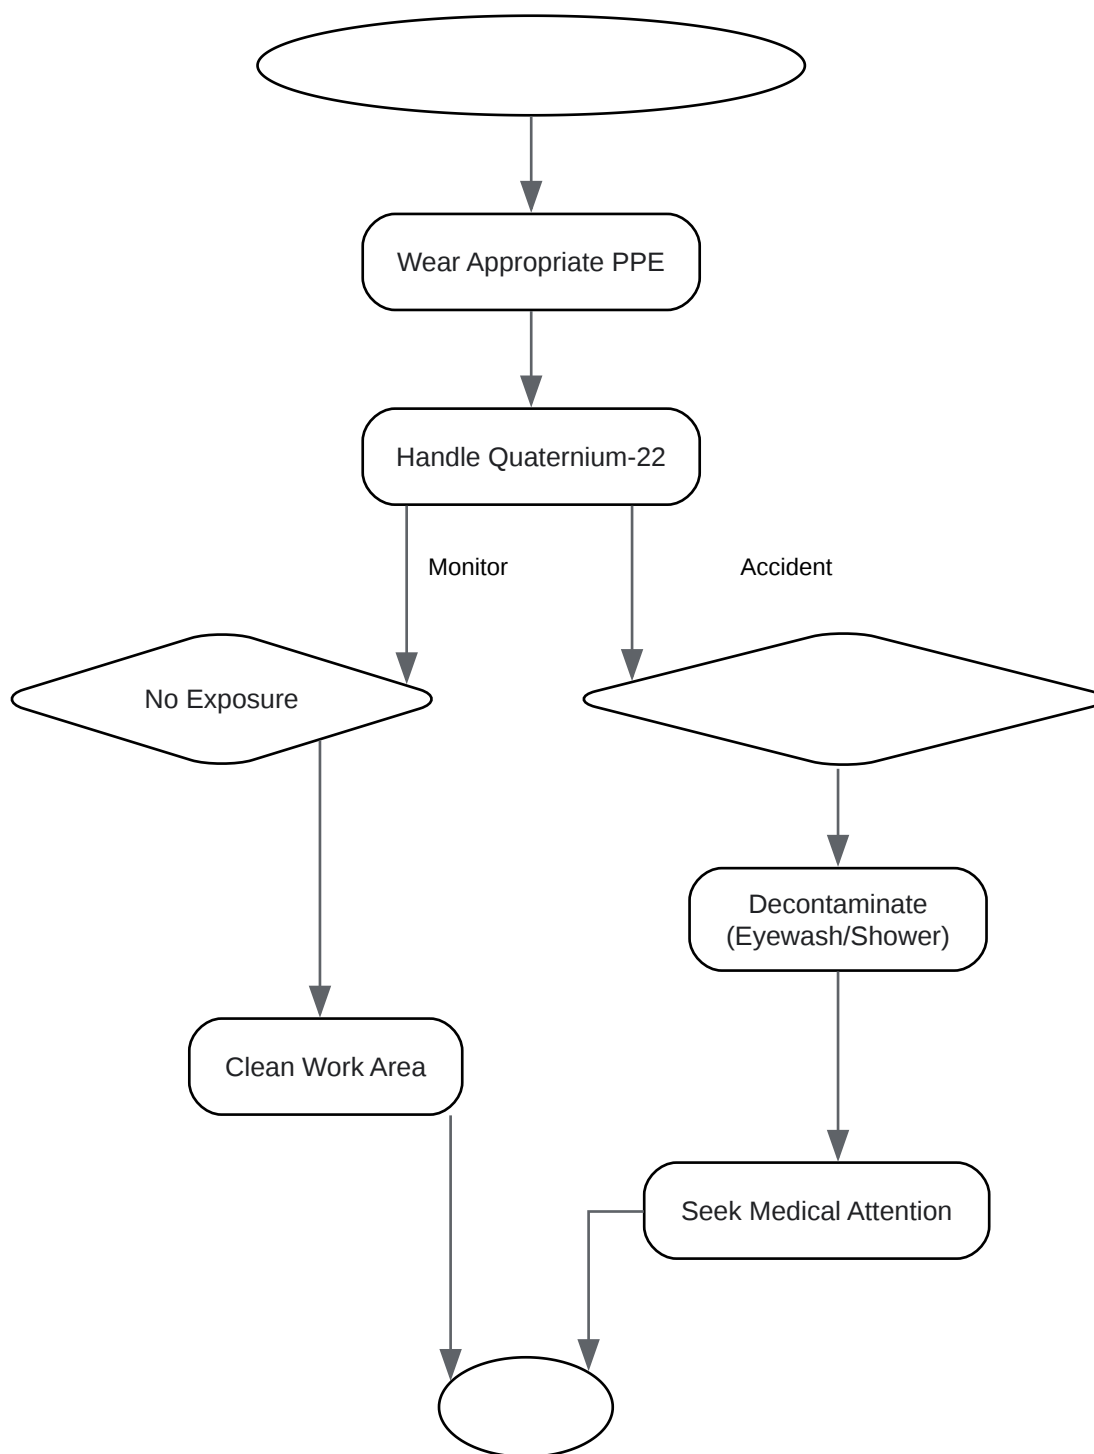 Wear Appropriate PPE
Handle Quaternium-22
Monitor
Accident
No Exposure
Decontaminate
(Eyewash/Shower)
Clean Work Area
Seek Medical Attention